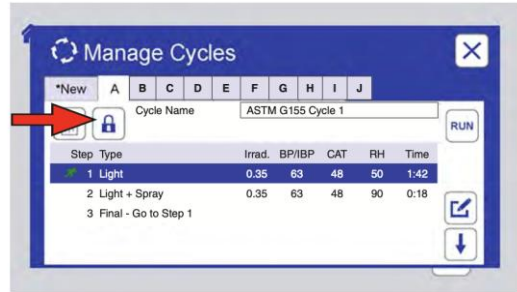 Manage Cycles
*New A B C D E F G H I J
Cycle Name ASTM G155 Cycle 1
RUN
Step Type Irrad. BP/IBP CAT RH Time
1 Light 0.35 63 48 50 1:42
2 Light + Spray 0.35 63 48 90 0:18
3 Final - Go to Step 1